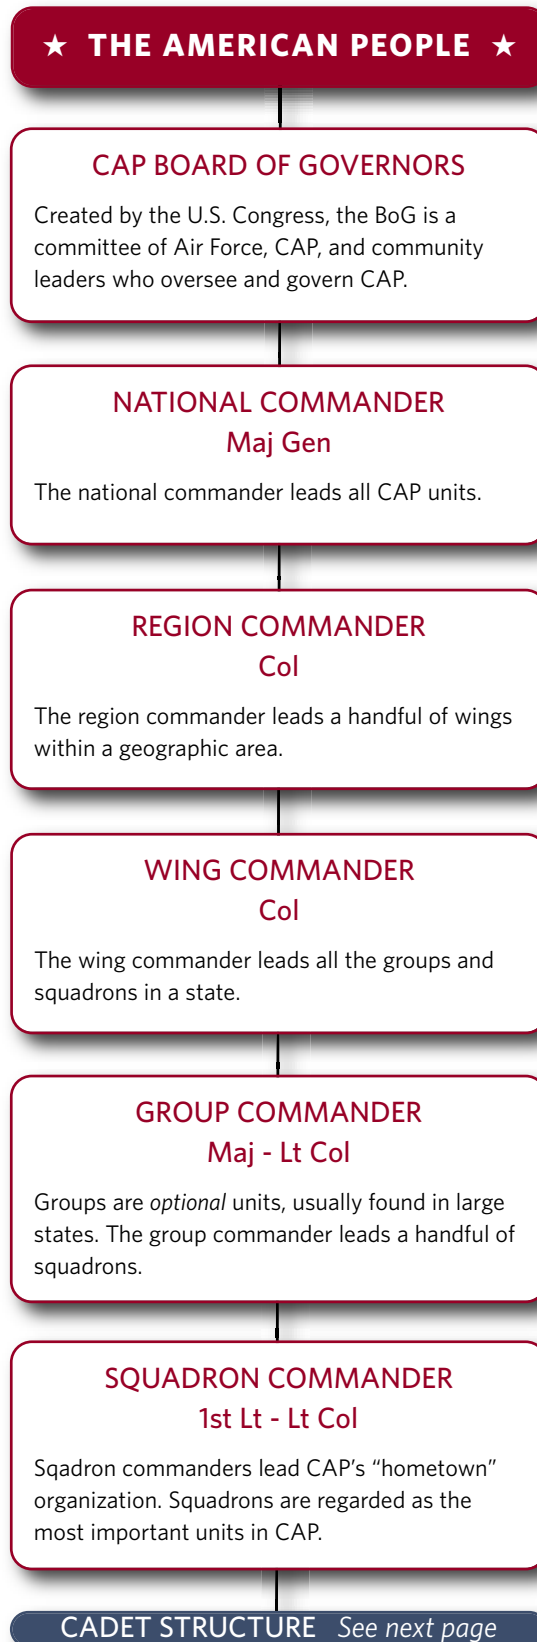 ★ THE AMERICAN PEOPLE ★
CAP BOARD OF GOVERNORS
Created by the U.S. Congress, the BoG is a
committee of Air Force, CAP, and community
leaders who oversee and govern CAP.
NATIONAL COMMANDER
Maj Gen
The national commander leads all CAP units.
REGION COMMANDER
Col
The region commander leads a handful of wings
within a geographic area.
WING COMMANDER
Col
The wing commander leads all the groups and
squadrons in a state.
GROUP COMMANDER
Maj - Lt Col
Groups are optional units, usually found in large
states. The group commander leads a handful of
squadrons.
SQUADRON COMMANDER
1st Lt - Lt Col
Sqadron commanders lead CAP’s “hometown”
organization. Squadrons are regarded as the
most important units in CAP.
CADET STRUCTURE See next page